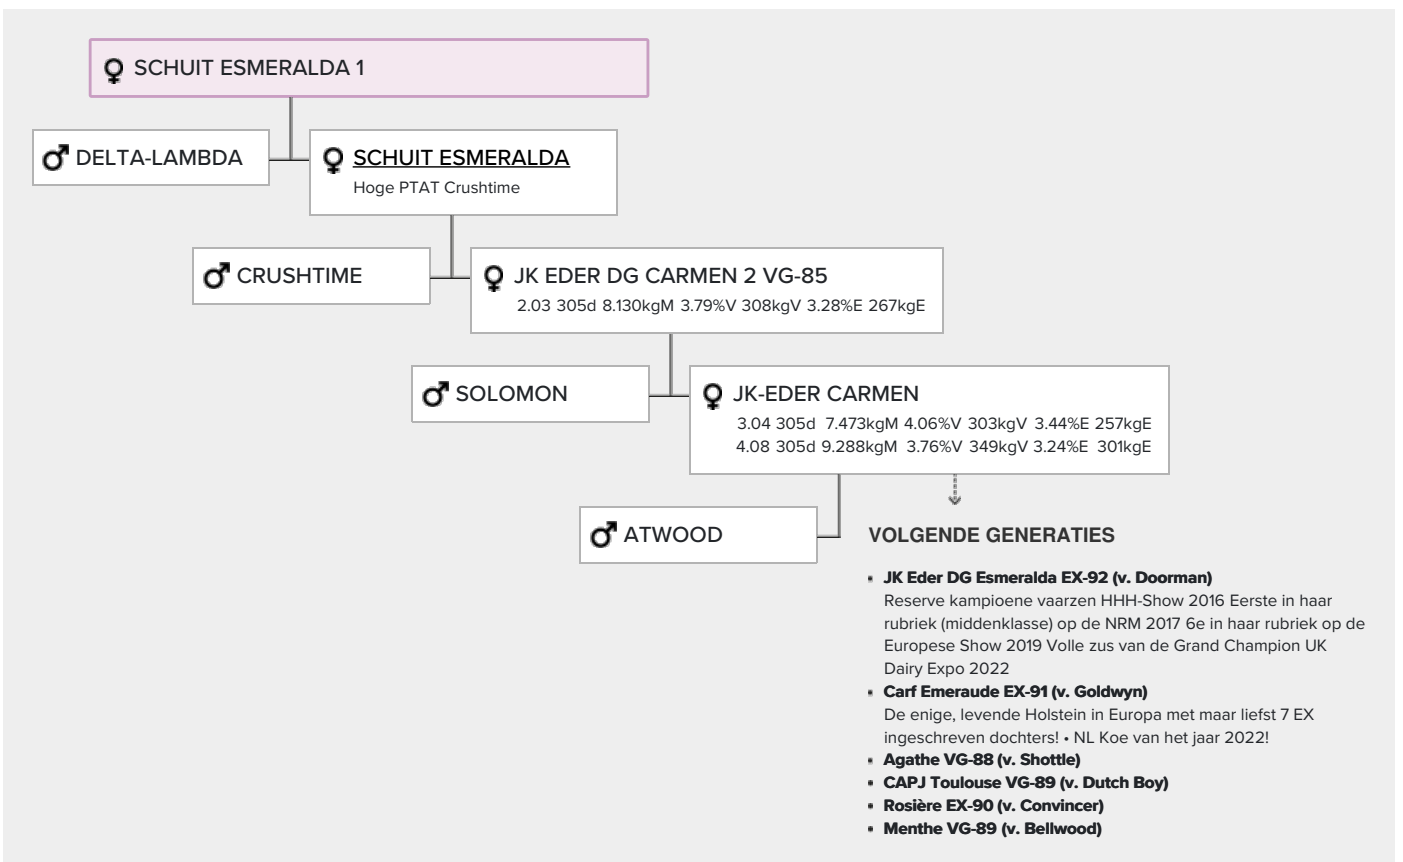 SCHUIT ESMERALDA 1
DELTA-LAMBDA
SCHUIT ESMERALDA
Hoge PTAT Crushtime
CRUSHTIME
JK EDER DG CARMEN 2 VG-85
2.03 305d 8.130kgM 3.79%V 308kgV 3.28%E 267kgE
SOLOMON
JK-EDER CARMEN
3.04 305d 7.473kgM 4.06%V 303kgV 3.44%E 257kgE
4.08 305d 9.288kgM 3.76%V 349kgV 3.24%E 301kgE
ATWOOD
VOLGENDE GENERATIES
• JK Eder DG Esmeralda EX-92 (v. Doorman)
Reserve kampioene vaarzen HHH-Show 2016 Eerste in haar
rubriek (middenklasse) op de NRM 2017 6e in haar rubriek op de
Europese Show 2019 Volle zus van de Grand Champion UK
Dairy Expo 2022
• Carf Emeraude EX-91 (v. Goldwyn)
De enige, levende Holstein in Europa met maar liefst 7 EX
ingeschreven dochters! • NL Koe van het jaar 2022!
• Agathe VG-88 (v. Shottle)
• CAPJ Toulouse VG-89 (v. Dutch Boy)
• Rosière EX-90 (v. Convincer)
• Menthe VG-89 (v. Bellwood)